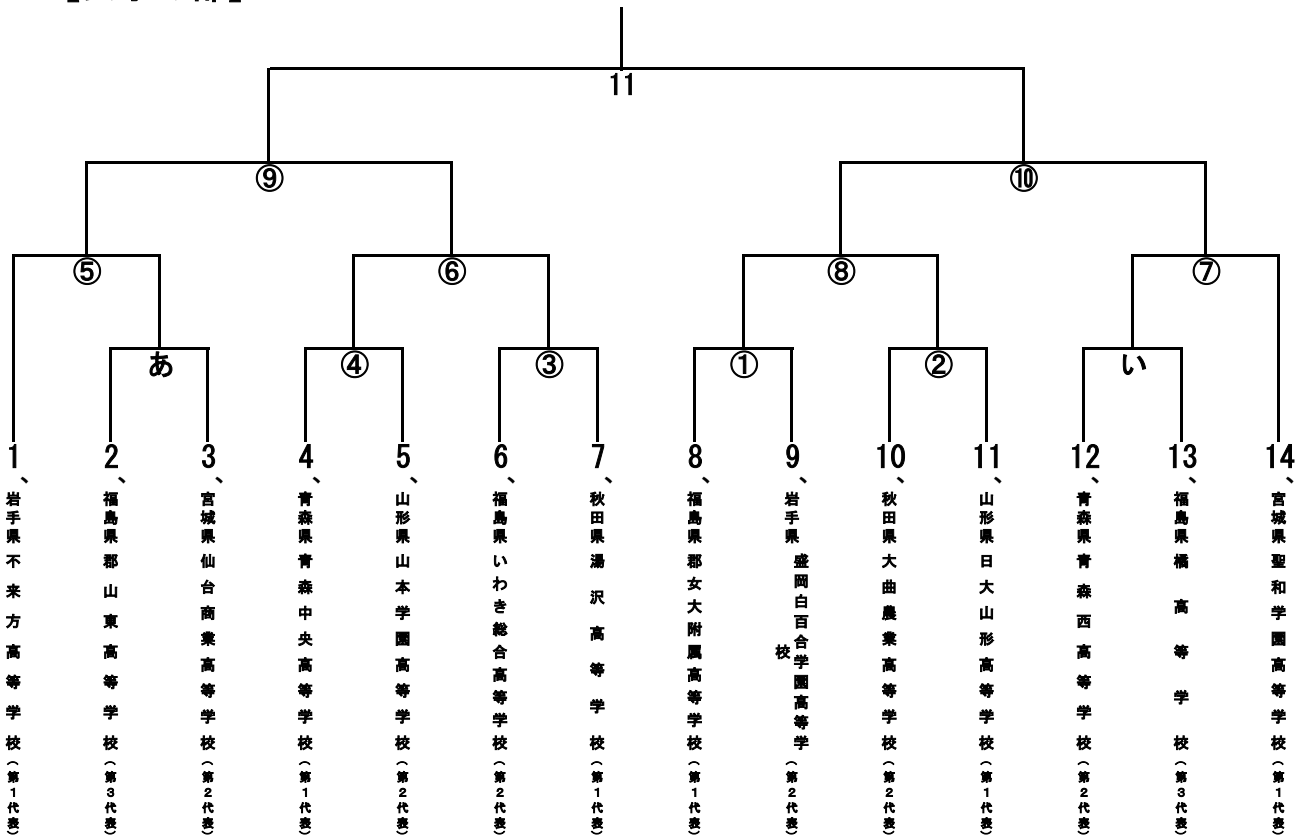 11
⑨ ⑩
⑤ ⑥ ⑧ ⑦
あ ④ ③ ① ② い
1、岩手県 不来方高等学校(第1代表)
2、福島県 郡山東高等学校(第3代表)
3、宮城県 仙台商業高等学校(第2代表)
4、青森県 青森中央高等学校(第1代表)
5、山形県 山本学園高等学校(第2代表)
6、福島県 いわき総合高等学校(第2代表)
7、秋田県 湯沢高等学校(第1代表)
8、福島県 郡女大附属高等学校(第1代表)
9、岩手県 盛岡白百合学園高等学校(第2代表)
10、秋田県 大曲農業高等学校(第2代表)
11、山形県 日大山形高等学校(第1代表)
12、青森県 青森西高等学校(第2代表)
13、福島県 橘高等学校(第3代表)
14、宮城県 聖和学園高等学校(第1代表)